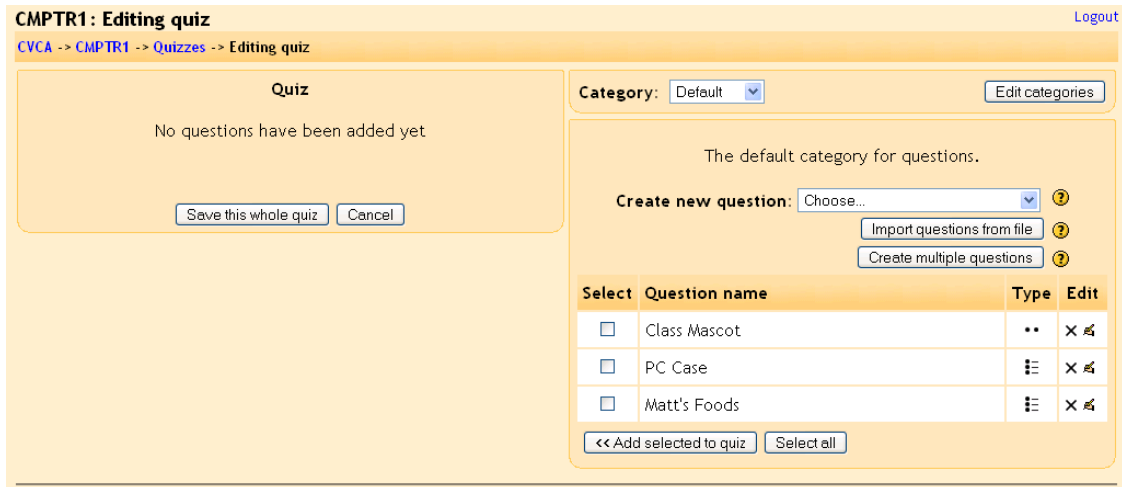 CMPTR1: Editing quiz
Logout
CVCA -> CMPTR1 -> Quizzes -> Editing quiz
Quiz
No questions have been added yet
Save this whole quiz Cancel
Category: Default Edit categories
The default category for questions.
Create new question: Choose... ?
Import questions from file ?
Create multiple questions ?
Select Question name Type Edit
Class Mascot
PC Case
Matt's Foods
<< Add selected to quiz Select all